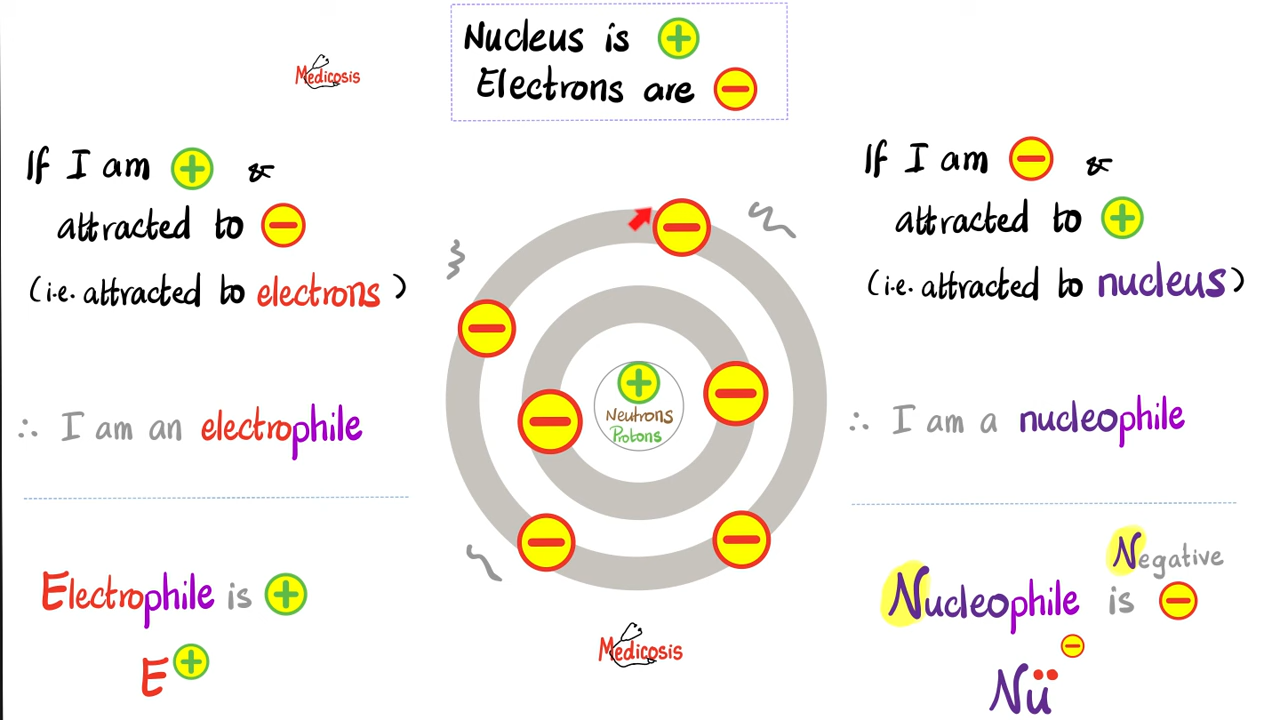 Nucleus is +
Electrons are −
Medicosis
If I am + &
attracted to −
(i.e. attracted to electrons)
∴ I am an electrophile
Electrophile is +
E+
+
Neutrons
Protons
Medicosis
If I am − &
attracted to +
(i.e. attracted to nucleus)
∴ I am a nucleophile
Negative
Nucleophile is −
Nü−